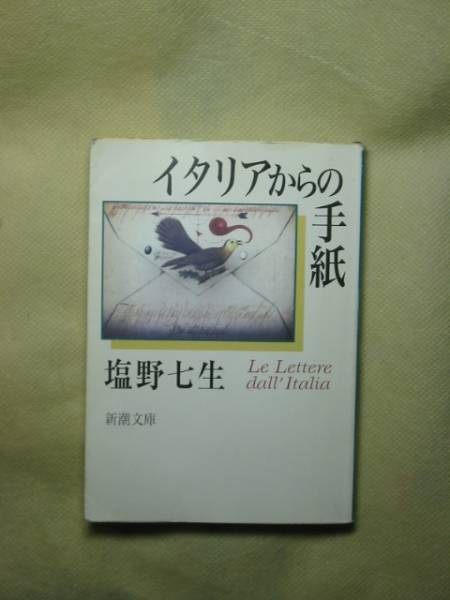 イタリアからの
手紙
塩野七生
Le Lettere
dall'Italia
新潮文庫